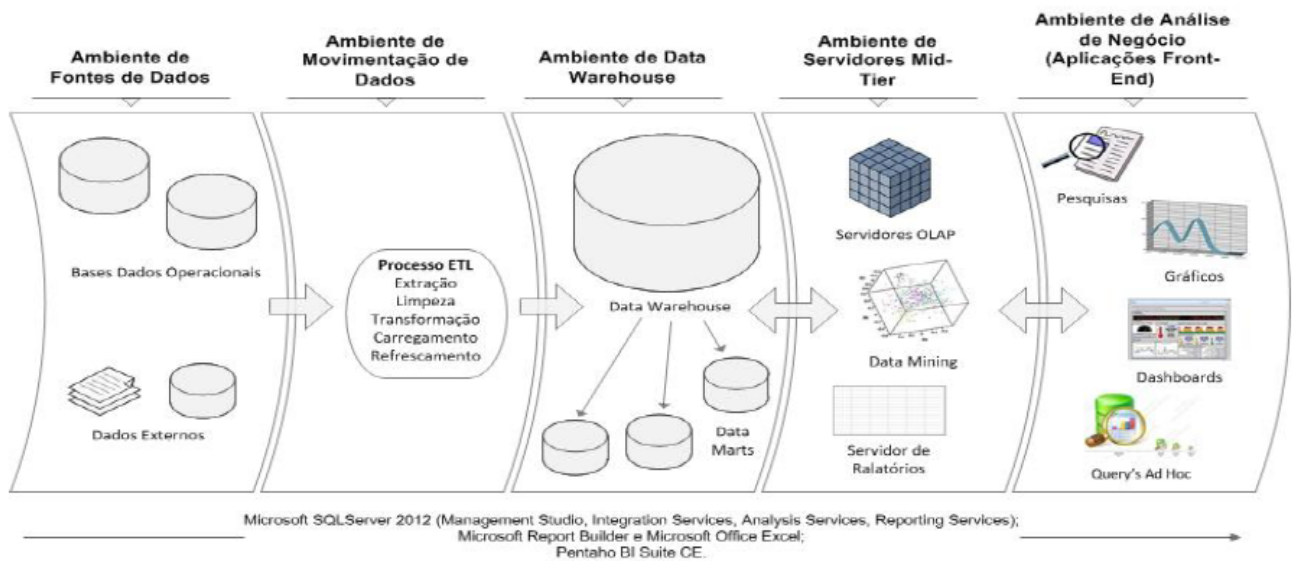 Ambiente de
Fontes de Dados
Ambiente de
Movimentação de
Dados
Ambiente de Data
Warehouse
Ambiente de
Servidores Mid-
Tier
Ambiente de Análise
de Negócio
(Aplicações Front-
End)
Bases Dados Operacionais
Dados Externos
Processo ETL
Extração
Limpeza
Transformação
Carregamento
Refrescamento
Data Warehouse
Data
Marts
Servidores OLAP
Data Mining
Servidor de
Ralatórios
Pesquisas
Gráficos
Dashboards
Query's Ad Hoc
Microsoft SQLServer 2012 (Management Studio, Integration Services, Analysis Services, Reporting Services);
Microsoft Report Builder e Microsoft Office Excel;
Pentaho BI Suite CE.